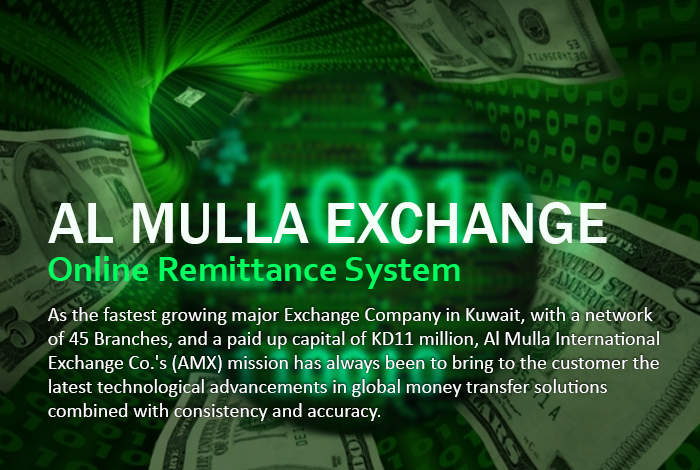 AL MULLA EXCHANGE
Online Remittance System
As the fastest growing major Exchange Company in Kuwait, with a network
of 45 Branches, and a paid up capital of KD11 million, Al Mulla International
Exchange Co.'s (AMX) mission has always been to bring to the customer the
latest technological advancements in global money transfer solutions
combined with consistency and accuracy.